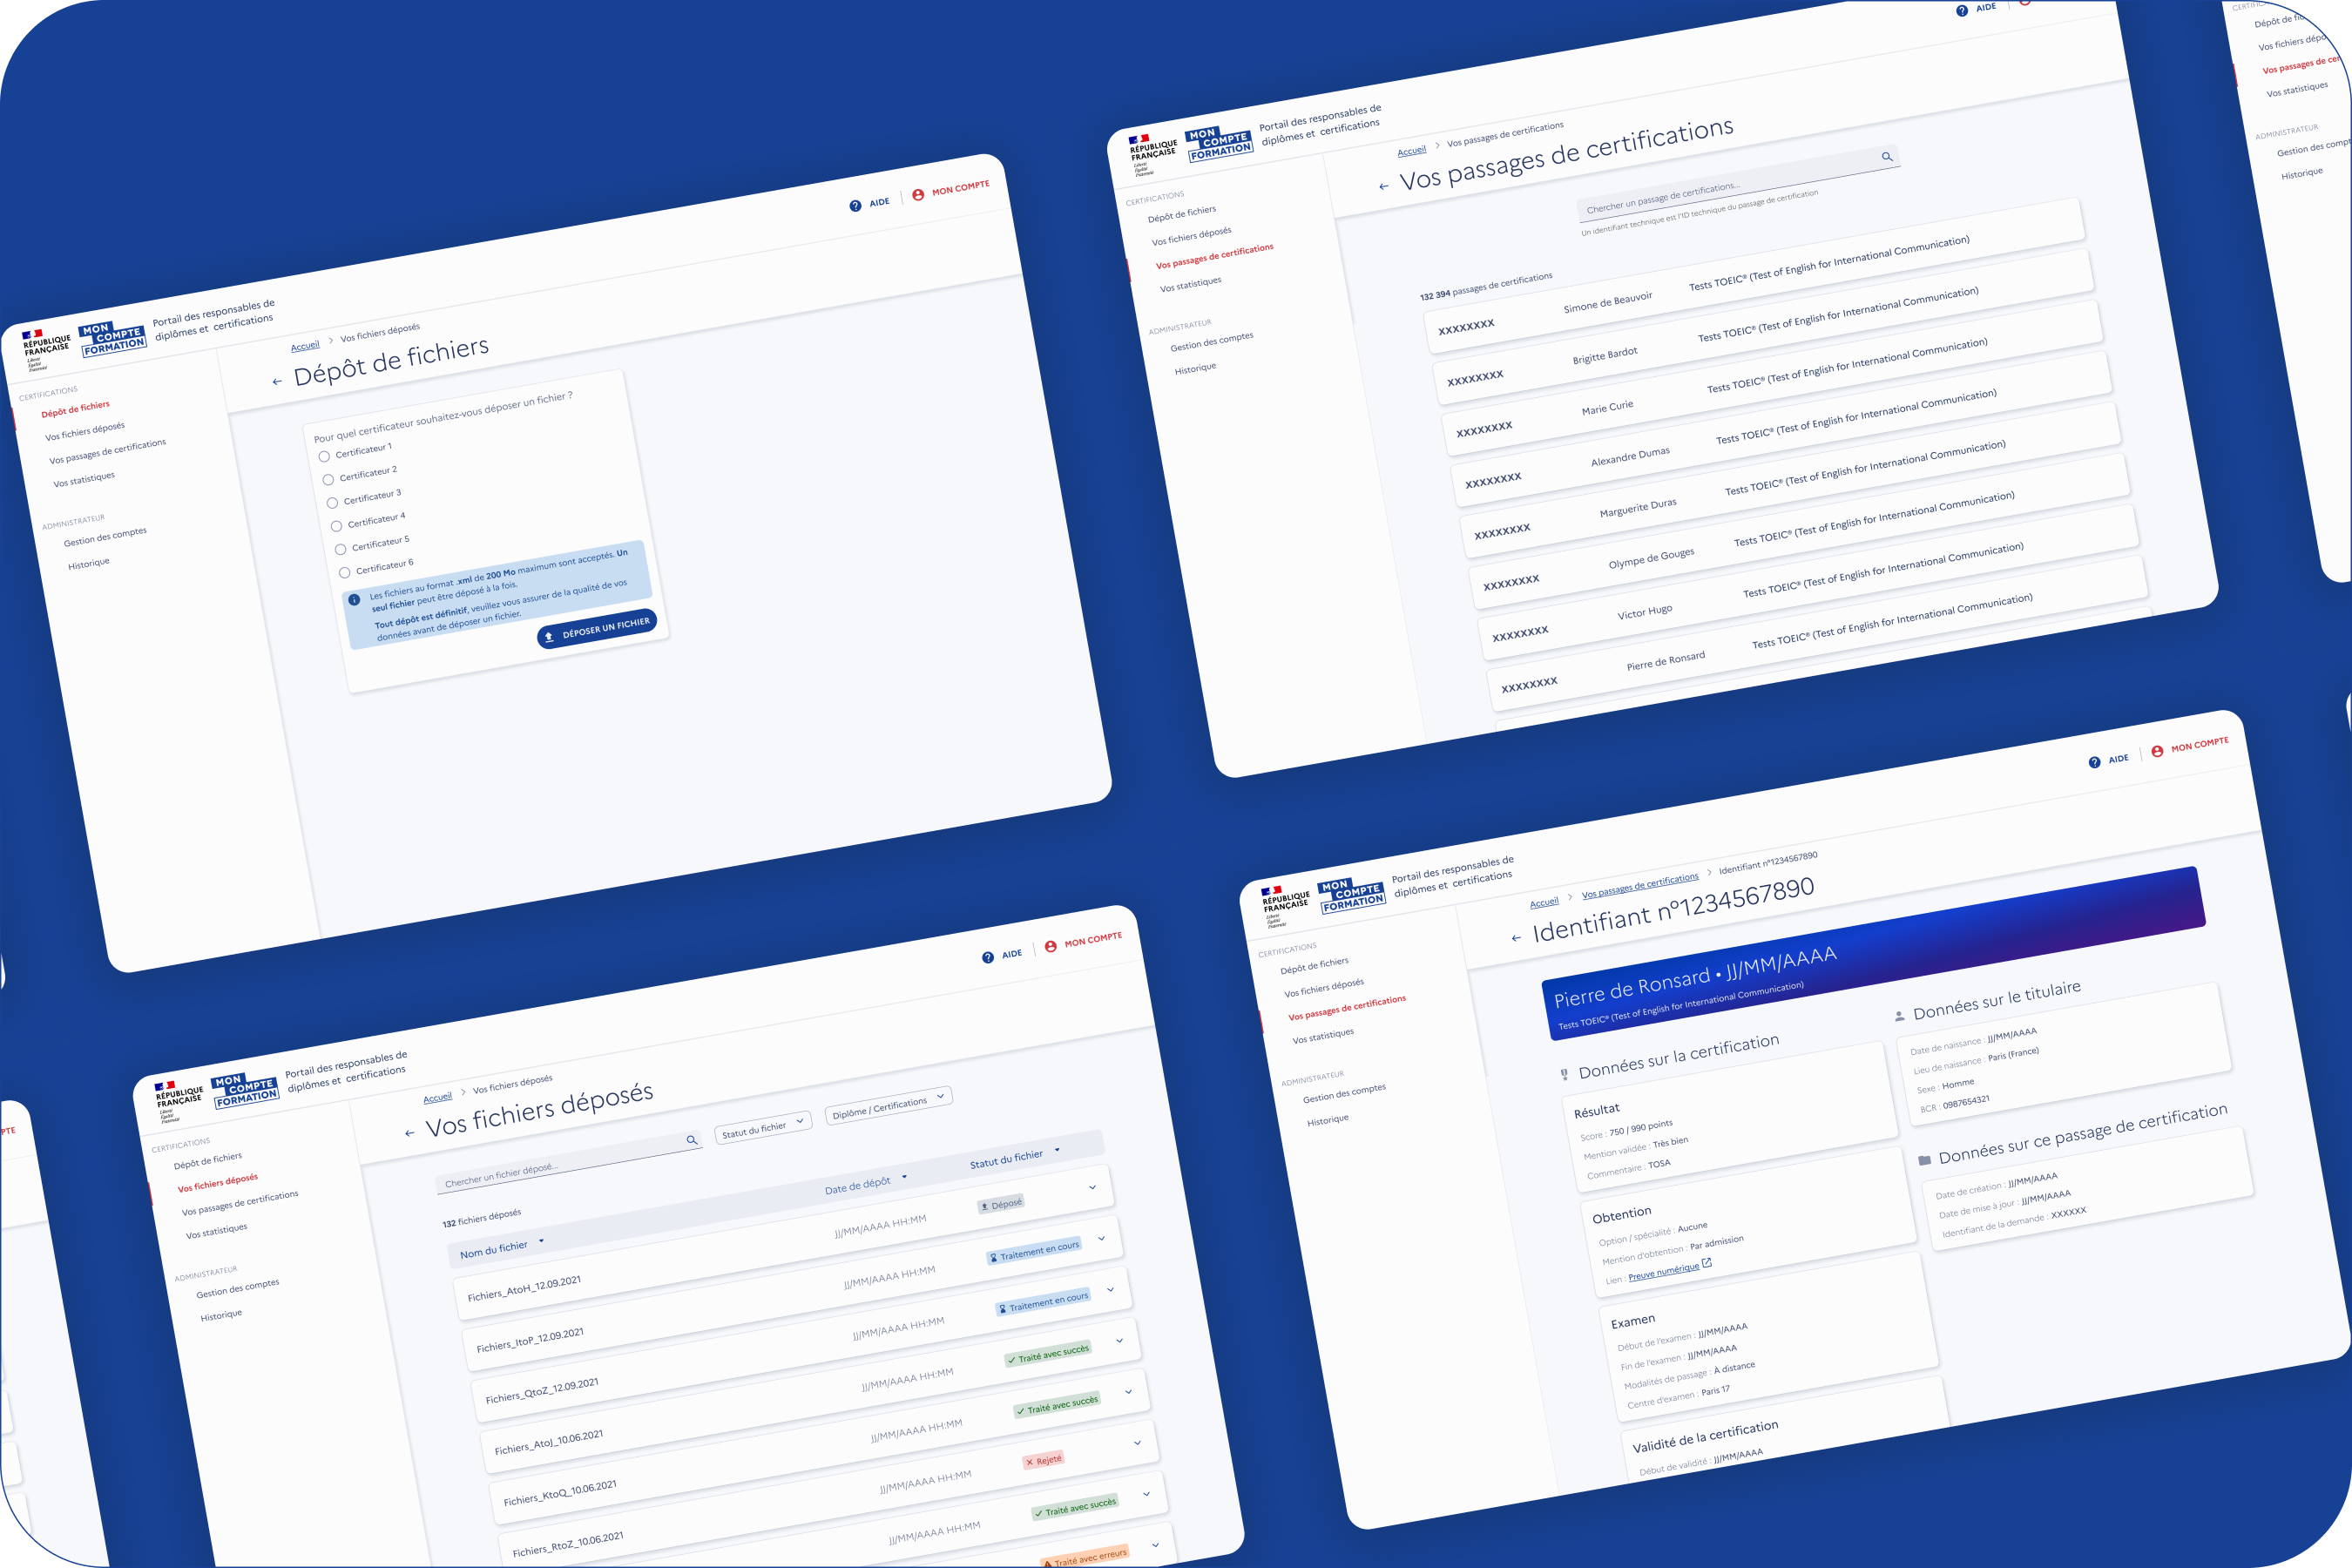 AIDE
MON COMPTE
RÉPUBLIQUE
FRANÇAISE
Liberté
Égalité
Fraternité
MON
COMPTE
FORMATION
Portail des responsables de
diplômes et certifications
CERTIFICATIONS
Dépôt de fichiers
Vos fichiers déposés
Vos passages de certifications
Vos statistiques
ADMINISTRATEUR
Gestion des comptes
Historique
Accueil > Vos fichiers déposés
← Dépôt de fichiers
Pour quel certificateur souhaitez-vous déposer un fichier ?
Certificateur 1
Certificateur 2
Certificateur 3
Certificateur 4
Certificateur 5
Certificateur 6
Les fichiers au format .xml de 200 Mo maximum sont acceptés. Un
seul fichier peut être déposé à la fois.
Tout dépôt est définitif, veuillez vous assurer de la qualité de vos
données avant de déposer un fichier.
DÉPOSER UN FICHIER
AIDE
RÉPUBLIQUE
FRANÇAISE
Liberté
Égalité
Fraternité
MON
COMPTE
FORMATION
Portail des responsables de
diplômes et certifications
CERTIFICATIONS
Dépôt de fichiers
Vos fichiers déposés
Vos passages de certifications
Vos statistiques
ADMINISTRATEUR
Gestion des comptes
Historique
Accueil > Vos passages de certifications
← Vos passages de certifications
Chercher un passage de certifications...
Un identifiant technique est l'ID technique du passage de certification
132 394 passages de certifications
XXXXXXXX Simone de Beauvoir Tests TOEIC® (Test of English for International Communication)
XXXXXXXX Brigitte Bardot Tests TOEIC® (Test of English for International Communication)
XXXXXXXX Marie Curie Tests TOEIC® (Test of English for International Communication)
XXXXXXXX Alexandre Dumas Tests TOEIC® (Test of English for International Communication)
XXXXXXXX Marguerite Duras Tests TOEIC® (Test of English for International Communication)
XXXXXXXX Olympe de Gouges Tests TOEIC® (Test of English for International Communication)
XXXXXXXX Victor Hugo Tests TOEIC® (Test of English for International Communication)
XXXXXXXX Pierre de Ronsard Tests TOEIC® (Test of English for International Communication)
Vos statistiques
ADMINISTRATEUR
Historique
AIDE
MON COMPTE
RÉPUBLIQUE
FRANÇAISE
Liberté
Égalité
Fraternité
MON
COMPTE
FORMATION
Portail des responsables de
diplômes et certifications
CERTIFICATIONS
Dépôt de fichiers
Vos fichiers déposés
Vos passages de certifications
Vos statistiques
ADMINISTRATEUR
Gestion des comptes
Historique
Accueil > Vos fichiers déposés
← Vos fichiers déposés
Chercher un fichier déposé...
Statut du fichier
Diplôme / Certifications
132 fichiers déposés
Nom du fichier Date de dépôt Statut du fichier
Fichiers_AtoH_12.09.2021 JJ/MM/AAAA HH:MM Déposé
Fichiers_ItoP_12.09.2021 JJ/MM/AAAA HH:MM Traitement en cours
Fichiers_QtoZ_12.09.2021 JJ/MM/AAAA HH:MM Traitement en cours
Fichiers_AtoJ_10.06.2021 JJ/MM/AAAA HH:MM Traité avec succès
Fichiers_KtoQ_10.06.2021 JJ/MM/AAAA HH:MM Traité avec succès
Fichiers_RtoZ_10.06.2021 JJ/MM/AAAA HH:MM Rejeté
JJ/MM/AAAA HH:MM Traité avec succès
Traité avec erreurs
AIDE
MON COMPTE
RÉPUBLIQUE
FRANÇAISE
Liberté
Égalité
Fraternité
MON
COMPTE
FORMATION
Portail des responsables de
diplômes et certifications
CERTIFICATIONS
Dépôt de fichiers
Vos fichiers déposés
Vos passages de certifications
Vos statistiques
ADMINISTRATEUR
Gestion des comptes
Historique
Accueil > Vos passages de certifications > Identifiant n°1234567890
← Identifiant n°1234567890
Pierre de Ronsard • JJ/MM/AAAA
Tests TOEIC® (Test of English for International Communication)
Données sur la certification
Résultat
Score : 750 / 990 points
Mention validée : Très bien
Commentaire : TOSA
Obtention
Option / spécialité : Aucune
Mention d'obtention : Par admission
Lien : Preuve numérique
Examen
Début de l'examen : JJ/MM/AAAA
Fin de l'examen : JJ/MM/AAAA
Modalités de passage : À distance
Centre d'examen : Paris 17
Validité de la certification
Début de validité : JJ/MM/AAAA
Données sur le titulaire
Date de naissance : JJ/MM/AAAA
Lieu de naissance : Paris (France)
Sexe : Homme
BCR : 0987654321
Données sur ce passage de certification
Date de création : JJ/MM/AAAA
Date de mise à jour : JJ/MM/AAAA
Identifiant de la demande : XXXXXX